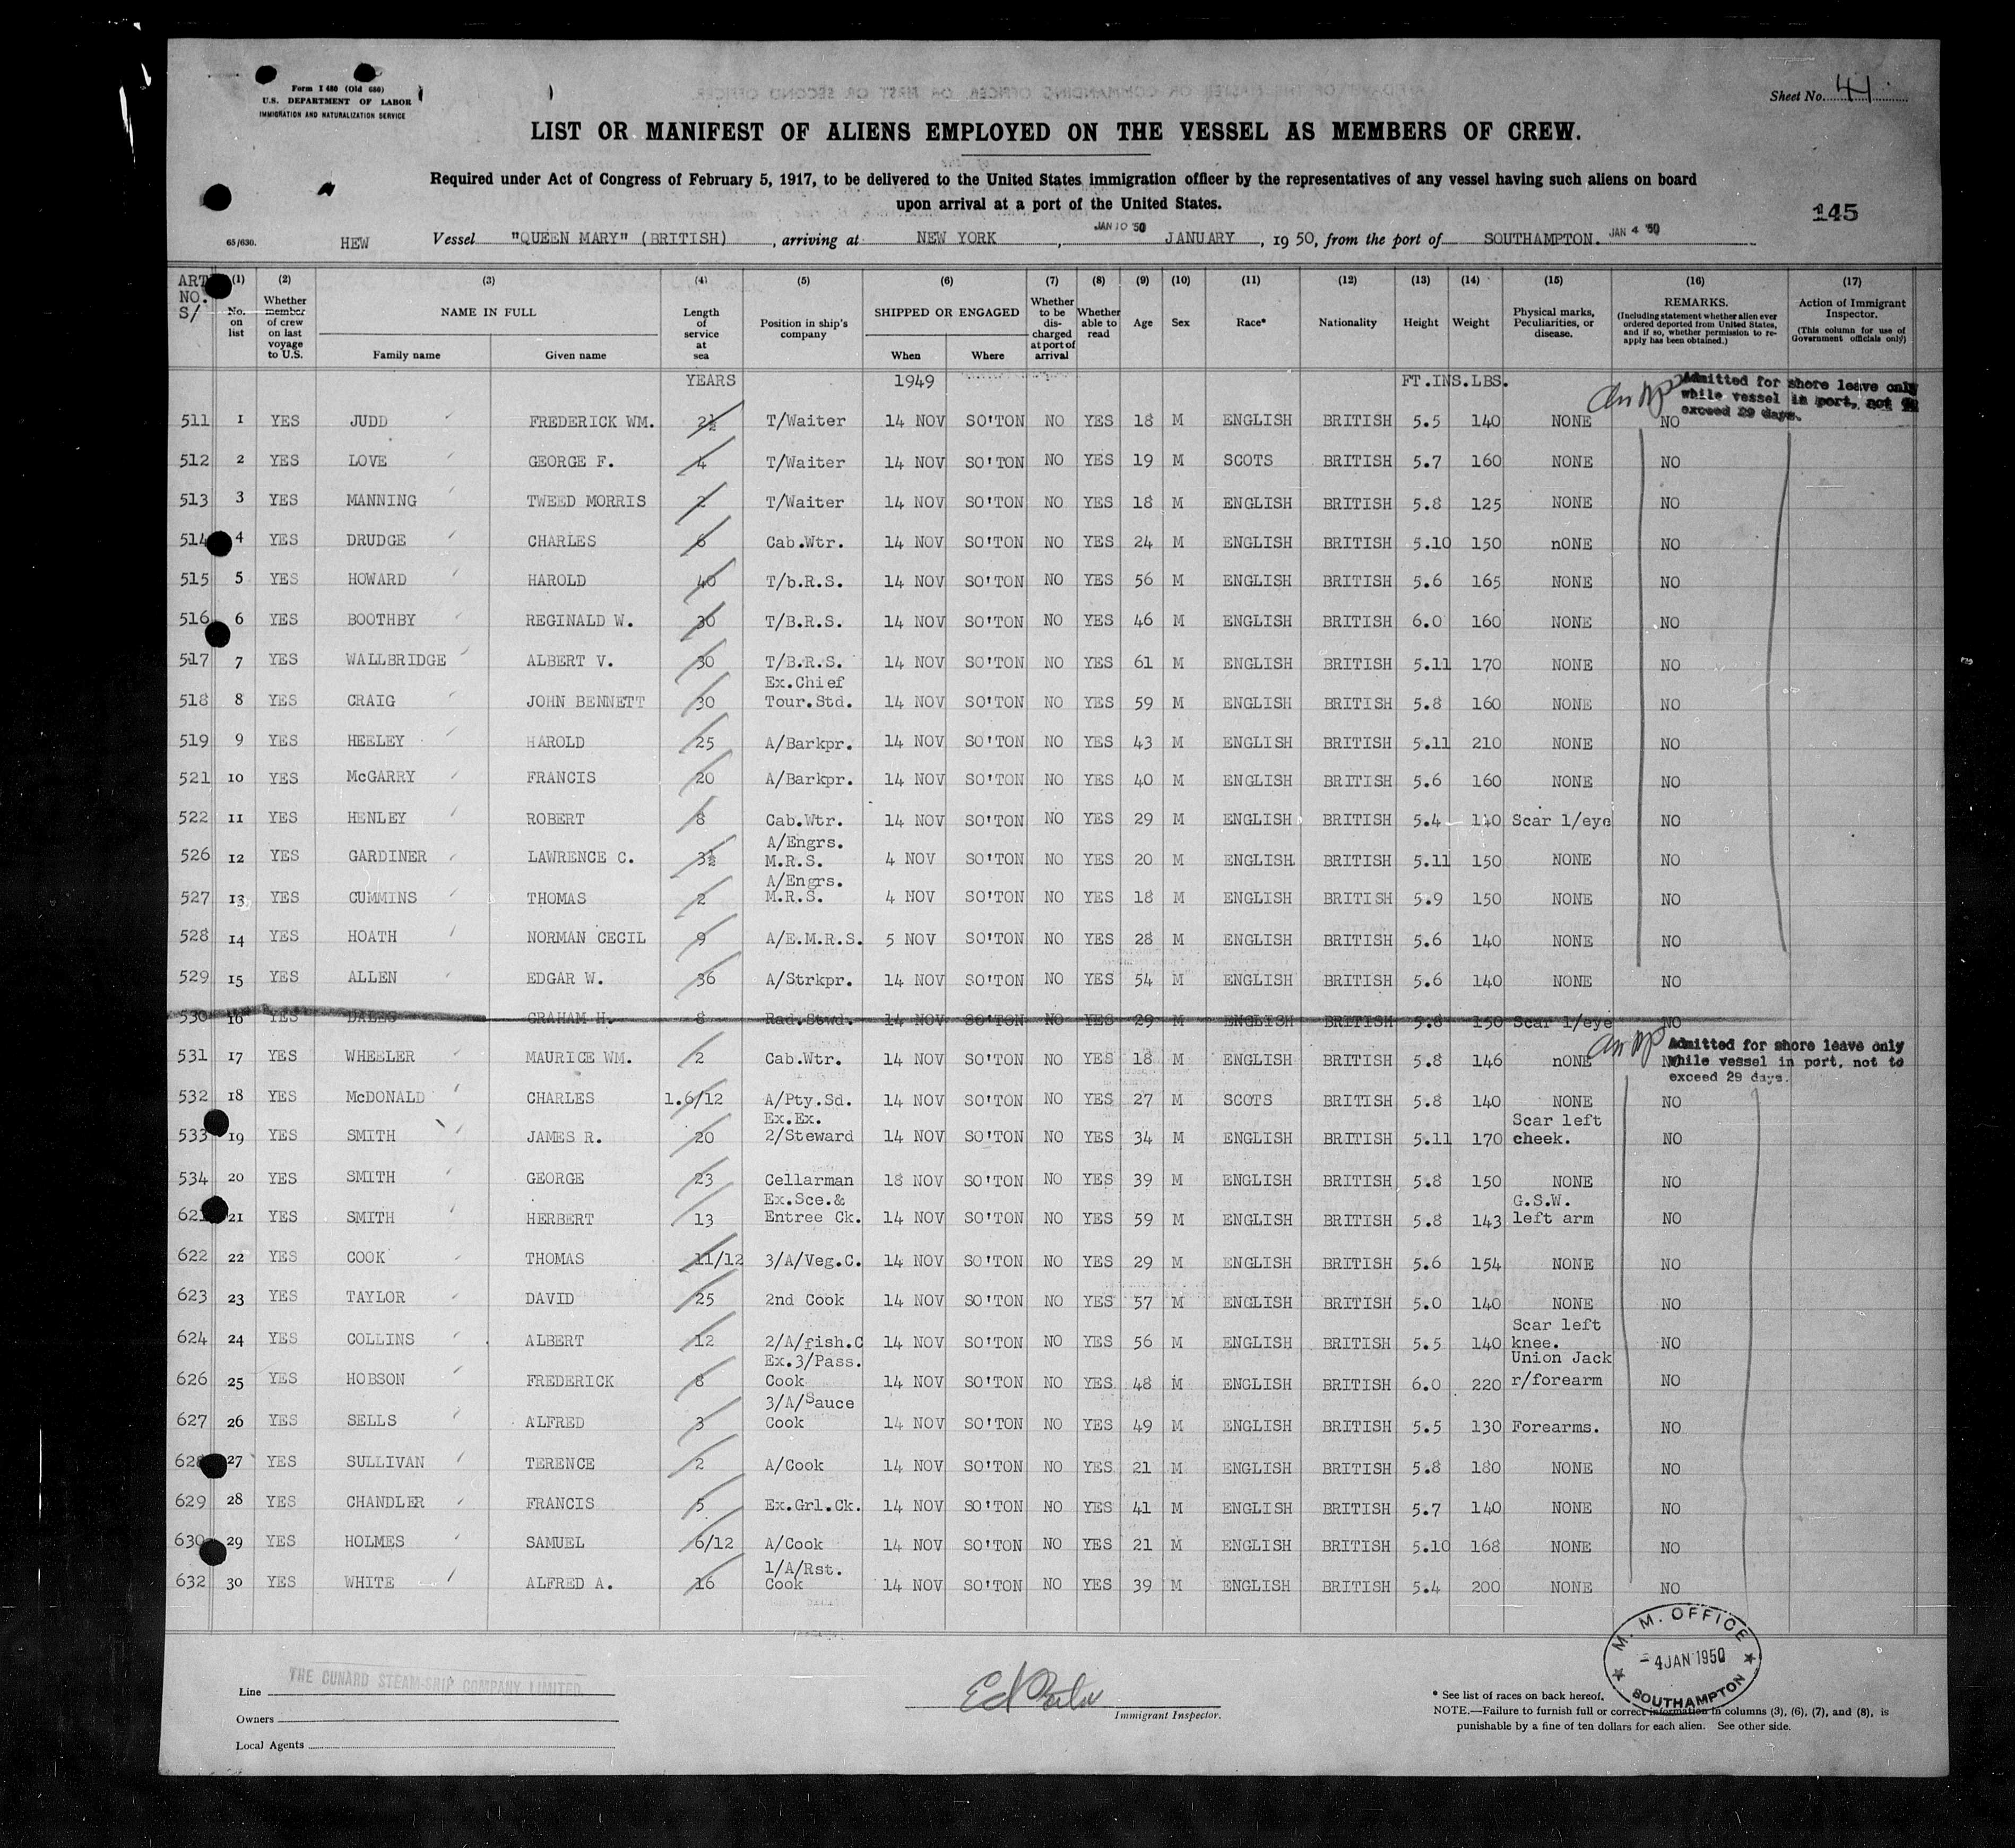 Form I 480 (Old 680)
U.S. DEPARTMENT OF LABOR
IMMIGRATION AND NATURALIZATION SERVICE
Sheet No. 41
LIST OR MANIFEST OF ALIENS EMPLOYED ON THE VESSEL AS MEMBERS OF CREW.
Required under Act of Congress of February 5, 1917, to be delivered to the United States immigration officer by the representatives of any vessel having such aliens on board
upon arrival at a port of the United States.
145
65/630. HEW Vessel "QUEEN MARY" (BRITISH), arriving at NEW YORK, JAN 10 '50 JANUARY, 1950, from the port of SOUTHAMPTON. JAN 4 '50
ART NO. S/ (1) No. on list (2) Whether member of crew on last voyage to U.S. (3) NAME IN FULL Family name Given name (4) Length of service at sea (5) Position in ship's company (6) SHIPPED OR ENGAGED When Where (7) Whether to be discharged at port of arrival (8) Whether able to read (9) Age (10) Sex (11) Race* (12) Nationality (13) Height (14) Weight (15) Physical marks, Peculiarities, or disease. (16) REMARKS. (Including statement whether alien ever ordered deported from United States, and if so, whether permission to re-apply has been obtained.) (17) Action of Immigrant Inspector. (This column for use of Government officials only)
YEARS 1949 FT.INS.LBS.
Admitted for shore leave only
while vessel in port, not to
exceed 29 days.
511 1 YES JUDD FREDERICK WM. 2½ T/Waiter 14 NOV SO'TON NO YES 18 M ENGLISH BRITISH 5.5 140 NONE NO
512 2 YES LOVE GEORGE F. 4 T/Waiter 14 NOV SO'TON NO YES 19 M SCOTS BRITISH 5.7 160 NONE NO
513 3 YES MANNING TWEED MORRIS 2 T/Waiter 14 NOV SO'TON NO YES 18 M ENGLISH BRITISH 5.8 125 NONE NO
514 4 YES DRUDGE CHARLES 6 Cab.Wtr. 14 NOV SO'TON NO YES 24 M ENGLISH BRITISH 5.10 150 nONE NO
515 5 YES HOWARD HAROLD 40 T/b.R.S. 14 NOV SO'TON NO YES 56 M ENGLISH BRITISH 5.6 165 NONE NO
516 6 YES BOOTHBY REGINALD W. 30 T/B.R.S. 14 NOV SO'TON NO YES 46 M ENGLISH BRITISH 6.0 160 NONE NO
517 7 YES WALLBRIDGE ALBERT V. 30 T/B.R.S. 14 NOV SO'TON NO YES 61 M ENGLISH BRITISH 5.11 170 NONE NO
518 8 YES CRAIG JOHN BENNETT 30 Ex.Chief Tour.Std. 14 NOV SO'TON NO YES 59 M ENGLISH BRITISH 5.8 160 NONE NO
519 9 YES HEELEY HAROLD 25 A/Barkpr. 14 NOV SO'TON NO YES 43 M ENGLISH BRITISH 5.11 210 NONE NO
521 10 YES McGARRY FRANCIS 20 A/Barkpr. 14 NOV SO'TON NO YES 40 M ENGLISH BRITISH 5.6 160 NONE NO
522 11 YES HENLEY ROBERT 8 Cab.Wtr. 14 NOV SO'TON NO YES 29 M ENGLISH BRITISH 5.4 140 Scar l/eye NO
526 12 YES GARDINER LAWRENCE C. 3½ A/Engrs. M.R.S. 4 NOV SO'TON NO YES 20 M ENGLISH BRITISH 5.11 150 NONE NO
527 13 YES CUMMINS THOMAS 2 A/Engrs. M.R.S. 4 NOV SO'TON NO YES 18 M ENGLISH BRITISH 5.9 150 NONE NO
528 14 YES HOATH NORMAN CECIL 9 A/E.M.R.S. 5 NOV SO'TON NO YES 28 M ENGLISH BRITISH 5.6 140 NONE NO
529 15 YES ALLEN EDGAR W. 36 A/Strkpr. 14 NOV SO'TON NO YES 54 M ENGLISH BRITISH 5.6 140 NONE NO
530 16 YES DALES GRAHAM H. 8 Rad.Stwd. 14 NOV SO'TON NO YES 29 M ENGLISH BRITISH 5.8 150 Scar l/eye NO
Admitted for shore leave only
while vessel in port, not to
exceed 29 days.
531 17 YES WHEELER MAURICE WM. 2 Cab.Wtr. 14 NOV SO'TON NO YES 18 M ENGLISH BRITISH 5.8 146 nONE NO
532 18 YES McDONALD CHARLES 1.6/12 A/Pty.Sd. 14 NOV SO'TON NO YES 27 M SCOTS BRITISH 5.8 140 NONE NO
533 19 YES SMITH JAMES R. 20 Ex.Ex. 2/Steward 14 NOV SO'TON NO YES 34 M ENGLISH BRITISH 5.11 170 Scar left cheek. NO
534 20 YES SMITH GEORGE 23 Cellarman 18 NOV SO'TON NO YES 39 M ENGLISH BRITISH 5.8 150 NONE NO
621 21 YES SMITH HERBERT 13 Ex.Sce.& Entree Ck. 14 NOV SO'TON NO YES 59 M ENGLISH BRITISH 5.8 143 G.S.W. left arm NO
622 22 YES COOK THOMAS 11/12 3/A/Veg.C. 14 NOV SO'TON NO YES 29 M ENGLISH BRITISH 5.6 154 NONE NO
623 23 YES TAYLOR DAVID 25 2nd Cook 14 NOV SO'TON NO YES 57 M ENGLISH BRITISH 5.0 140 NONE NO
624 24 YES COLLINS ALBERT 12 2/A/fish.C 14 NOV SO'TON NO YES 56 M ENGLISH BRITISH 5.5 140 Scar left knee. NO
626 25 YES HOBSON FREDERICK 8 Ex.3/Pass. Cook 14 NOV SO'TON NO YES 48 M ENGLISH BRITISH 6.0 220 Union Jack r/forearm NO
627 26 YES SELLS ALFRED 3 3/A/Sauce Cook 14 NOV SO'TON NO YES 49 M ENGLISH BRITISH 5.5 130 Forearms. NO
628 27 YES SULLIVAN TERENCE 2 A/Cook 14 NOV SO'TON NO YES 21 M ENGLISH BRITISH 5.8 180 NONE NO
629 28 YES CHANDLER FRANCIS 5 Ex.Grl.Ck. 14 NOV SO'TON NO YES 41 M ENGLISH BRITISH 5.7 140 NONE NO
630 29 YES HOLMES SAMUEL 6/12 A/Cook 14 NOV SO'TON NO YES 21 M ENGLISH BRITISH 5.10 168 NONE NO
632 30 YES WHITE ALFRED A. 16 1/A/Rst. Cook 14 NOV SO'TON NO YES 39 M ENGLISH BRITISH 5.4 200 NONE NO
M. M. OFFICE
- 4 JAN 1950
SOUTHAMPTON
Line THE CUNARD STEAM-SHIP COMPANY LIMITED
Owners
Local Agents
Immigrant Inspector.
* See list of races on back hereof.
NOTE.—Failure to furnish full or correct information in columns (3), (6), (7), and (8), is
punishable by a fine of ten dollars for each alien. See other side.